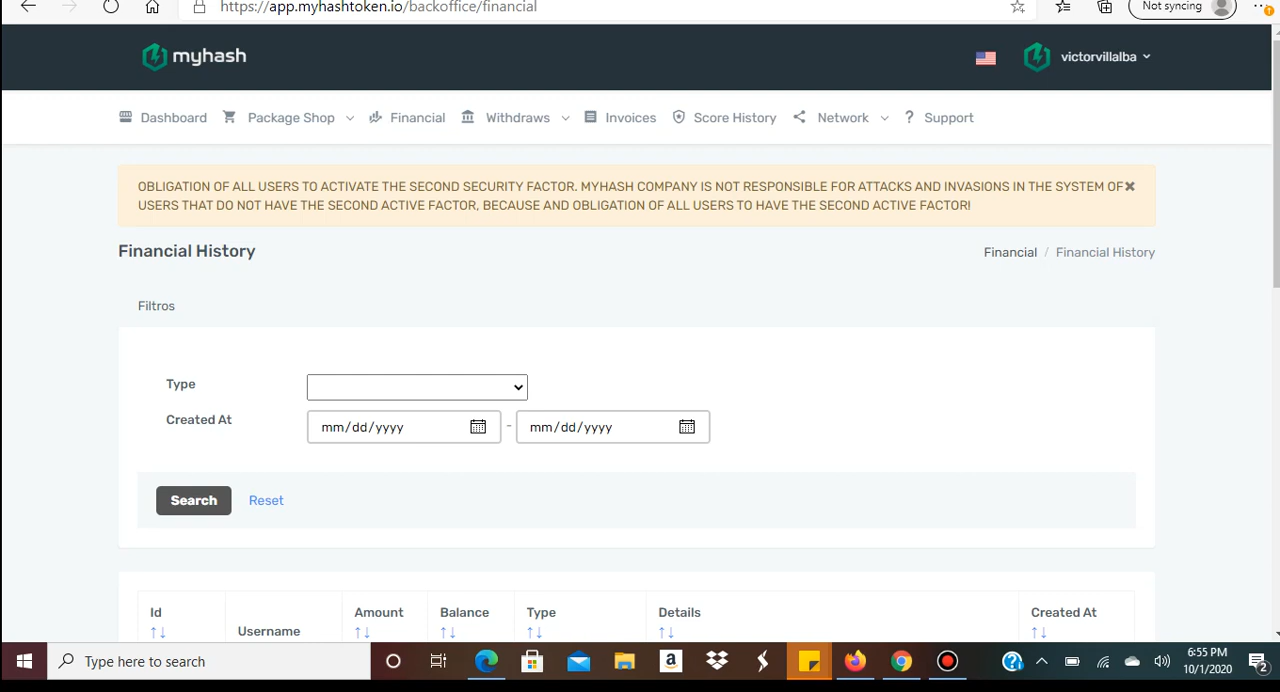 https://app.myhashtoken.io/backoffice/financial
Not syncing
myhash
victorvillalba
Dashboard Package Shop Financial Withdraws Invoices Score History Network ? Support
OBLIGATION OF ALL USERS TO ACTIVATE THE SECOND SECURITY FACTOR. MYHASH COMPANY IS NOT RESPONSIBLE FOR ATTACKS AND INVASIONS IN THE SYSTEM OF
USERS THAT DO NOT HAVE THE SECOND ACTIVE FACTOR, BECAUSE AND OBLIGATION OF ALL USERS TO HAVE THE SECOND ACTIVE FACTOR!
Financial History
Financial / Financial History
Filtros
Type
Created At mm/dd/yyyy - mm/dd/yyyy
Search Reset
Id Amount Balance Type Details Created At
Username
Type here to search
a
?
6:55 PM
10/1/2020
2